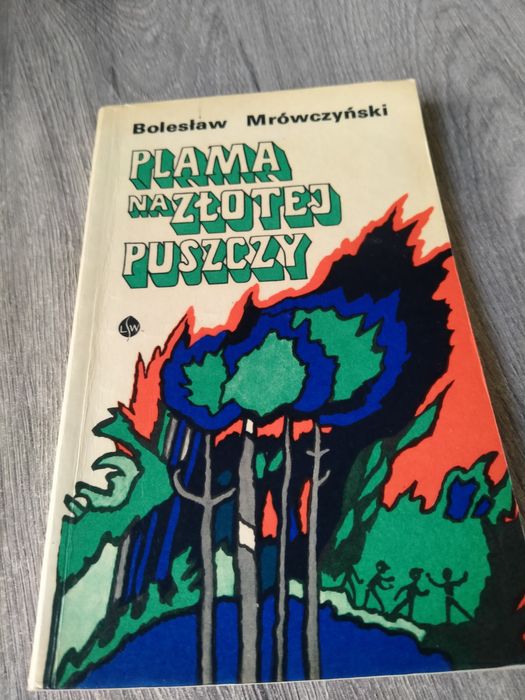 Bolesław Mrówczyński
PLAMA
NA ZŁOTEJ
PUSZCZY
LSW